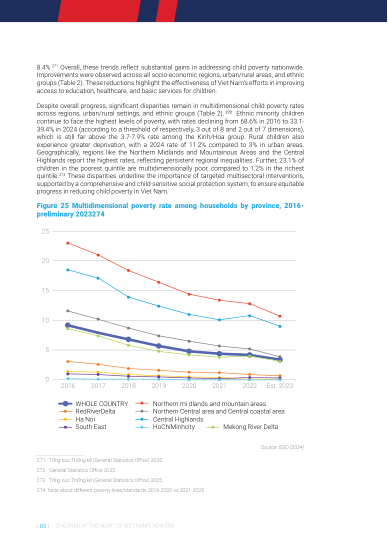 8.4%.271 Overall, these trends reflect substantial gains in addressing child poverty nationwide.
Improvements were observed across all socio-economic regions, urban/rural areas, and ethnic
groups (Table 2). These reductions highlight the effectiveness of Viet Nam's efforts in improving
access to education, healthcare, and basic services for children.
Despite overall progress, significant disparities remain in multidimensional child poverty rates
across regions, urban/rural settings, and ethnic groups (Table 2).272 Ethnic minority children
continue to face the highest levels of poverty, with rates declining from 68.6% in 2016 to 33.1-
39.4% in 2024 (according to a threshold of respectively, 3 out of 8 and 2 out of 7 dimensions),
which is still far above the 3.7-7.9% rate among the Kinh/Hoa group. Rural children also
experience greater deprivation, with a 2024 rate of 11.2% compared to 3% in urban areas.
Geographically, regions like the Northern Midlands and Mountainous Areas and the Central
Highlands report the highest rates, reflecting persistent regional inequalities. Further, 23.1% of
children in the poorest quintile are multidimensionally poor, compared to 1.2% in the richest
quintile.273 These disparities underline the importance of targeted multisectoral interventions,
supported by a comprehensive and child-sensitive social protection system, to ensure equitable
progress in reducing child poverty in Viet Nam.
Figure 25 Multidimensional poverty rate among households by province, 2016-
preliminary 2023274
25
20
15
10
5
0
2016 2017 2018 2019 2020 2021 2022 Est. 2023
WHOLE COUNTRY Northern mi dlands and mountain areas
RedRiverDelta Northern Central area and Central coastal area
Ha Noi Central Highlands
South East HoChiMinhcity Mekong River Delta
Source: GSO (2024)
271 Tổng cục Thống kê (General Statistics Office) 2025.
272 General Statistics Office 2025.
273 Tổng cục Thống kê (General Statistics Office) 2025.
274 Note about different poverty lines/standards 2016-2020 vs 2021-2025
| 80 | CHILDREN AT THE HEART OF VIET NAM'S NEW ERA